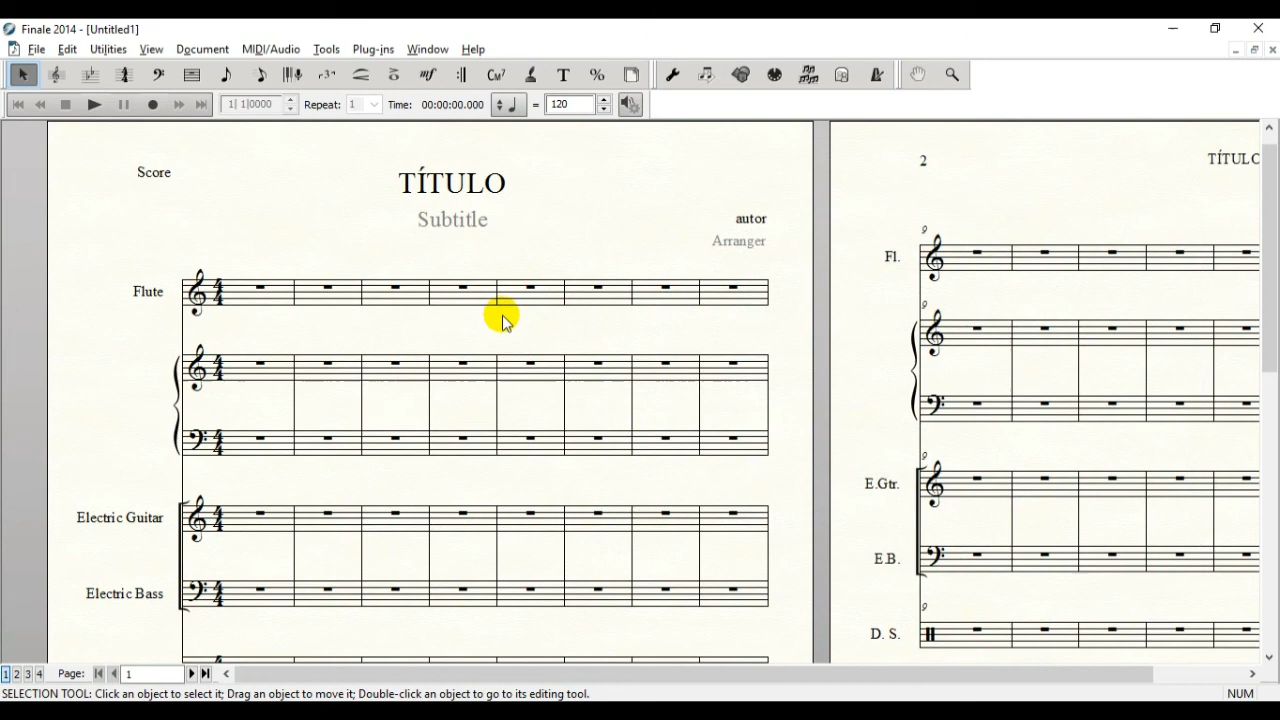 Finale 2014 - [Untitled1]
File Edit Utilities View Document MIDI/Audio Tools Plug-ins Window Help
mf CM7 T %
1| 1|0000 Repeat: 1 Time: 00:00:00.000 = 120
Score
TÍTULO
Subtitle
autor
Arranger
Flute
Electric Guitar
Electric Bass
2 TÍTULO
9
Fl.
9
9
E.Gtr.
E.B.
9
D. S.
1 2 3 4 Page: 1
SELECTION TOOL: Click an object to select it; Drag an object to move it; Double-click an object to go to its editing tool. NUM